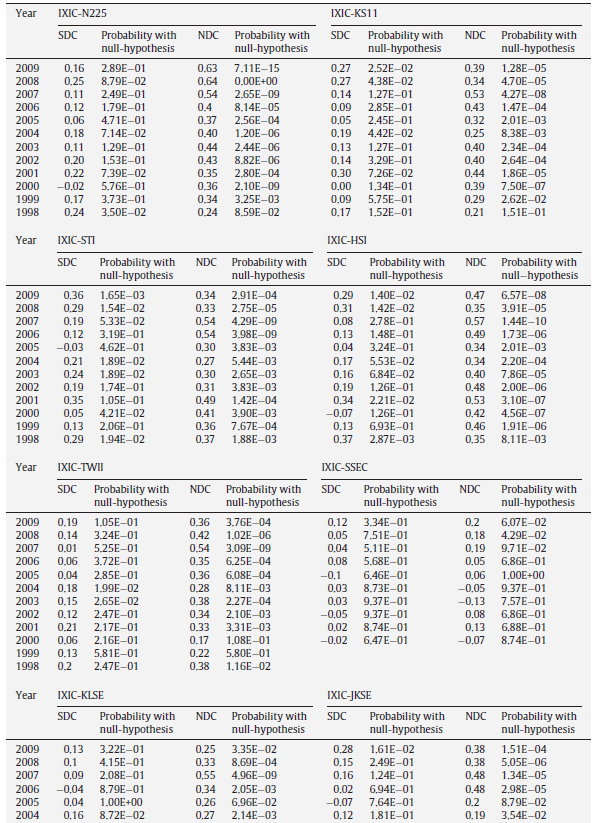 Year IXIC-N225 IXIC-KS11
SDC Probability with null-hypothesis NDC Probability with null-hypothesis SDC Probability with null-hypothesis NDC Probability with null-hypothesis
2009 0.16 2.89E−01 0.63 7.11E−15 0.27 2.52E−02 0.39 1.28E−05
2008 0.25 8.79E−02 0.64 0.00E+00 0.27 4.38E−02 0.34 4.70E−05
2007 0.11 2.49E−01 0.54 2.65E−09 0.14 1.27E−01 0.53 4.27E−08
2006 0.12 1.79E−01 0.4 8.14E−05 0.09 2.85E−01 0.43 1.47E−04
2005 0.06 4.71E−01 0.37 2.56E−04 0.05 2.45E−01 0.32 2.01E−03
2004 0.18 7.14E−02 0.40 1.20E−06 0.19 4.42E−02 0.25 8.38E−03
2003 0.11 1.29E−01 0.44 2.44E−06 0.13 1.27E−01 0.40 2.34E−04
2002 0.20 1.53E−01 0.43 8.82E−06 0.14 3.29E−01 0.40 2.64E−04
2001 0.22 7.39E−02 0.35 2.80E−04 0.30 7.26E−02 0.44 1.86E−05
2000 −0.02 5.76E−01 0.36 2.10E−09 0.00 1.34E−01 0.39 7.50E−07
1999 0.17 3.73E−01 0.34 3.25E−03 0.09 5.75E−01 0.29 2.62E−02
1998 0.24 3.50E−02 0.24 8.59E−02 0.17 1.52E−01 0.21 1.51E−01
Year IXIC-STI IXIC-HSI
SDC Probability with null-hypothesis NDC Probability with null-hypothesis SDC Probability with null-hypothesis NDC Probability with null−hypothesis
2009 0.36 1.65E−03 0.34 2.91E−04 0.29 1.40E−02 0.47 6.57E−08
2008 0.29 1.54E−02 0.33 2.75E−05 0.31 1.42E−02 0.35 3.91E−05
2007 0.19 5.33E−02 0.54 4.29E−09 0.08 2.78E−01 0.57 1.44E−10
2006 0.12 3.19E−01 0.54 3.98E−09 0.13 1.48E−01 0.49 1.73E−06
2005 −0.03 4.62E−01 0.30 3.83E−03 0.04 3.24E−01 0.34 2.01E−03
2004 0.21 1.89E−02 0.27 5.44E−03 0.17 5.53E−02 0.34 2.20E−04
2003 0.24 1.89E−02 0.30 2.65E−03 0.16 6.84E−02 0.40 7.86E−05
2002 0.19 1.74E−01 0.31 3.83E−03 0.19 1.26E−01 0.48 2.00E−06
2001 0.35 1.05E−01 0.49 1.42E−04 0.34 2.21E−02 0.53 3.10E−07
2000 0.05 4.21E−02 0.41 3.90E−03 −0.07 1.26E−01 0.42 4.56E−07
1999 0.13 2.06E−01 0.36 7.67E−04 0.13 6.93E−01 0.46 1.91E−06
1998 0.29 1.94E−02 0.37 1.88E−03 0.37 2.87E−03 0.35 8.11E−03
Year IXIC-TWII IXIC-SSEC
SDC Probability with null-hypothesis NDC Probability with null-hypothesis SDC Probability with null-hypothesis NDC Probability with null-hypothesis
2009 0.19 1.05E−01 0.36 3.76E−04 0.12 3.34E−01 0.2 6.07E−02
2008 0.14 3.24E−01 0.42 1.02E−06 0.05 7.51E−01 0.18 4.29E−02
2007 0.01 5.25E−01 0.54 3.09E−09 0.04 5.11E−01 0.19 9.71E−02
2006 0.06 3.72E−01 0.35 6.25E−04 0.08 5.68E−01 0.05 6.86E−01
2005 0.04 2.85E−01 0.36 6.08E−04 −0.1 6.46E−01 0.06 1.00E+00
2004 0.18 1.99E−02 0.28 8.11E−03 0.03 8.73E−01 −0.05 9.37E−01
2003 0.15 2.65E−02 0.38 2.27E−04 0.03 9.37E−01 −0.13 7.57E−01
2002 0.12 2.47E−01 0.34 2.10E−03 −0.05 9.37E−01 0.08 6.86E−01
2001 0.21 2.17E−01 0.33 3.31E−03 0.02 8.74E−01 0.13 6.88E−01
2000 0.06 2.16E−01 0.17 1.08E−01 −0.02 6.47E−01 −0.07 8.74E−01
1999 0.13 5.81E−01 0.22 5.80E−01
1998 0.2 2.47E−01 0.38 1.16E−02
Year IXIC-KLSE IXIC-JKSE
SDC Probability with null-hypothesis NDC Probability with null-hypothesis SDC Probability with null-hypothesis NDC Probability with null-hypothesis
2009 0.13 3.22E−01 0.25 3.35E−02 0.28 1.61E−02 0.38 1.51E−04
2008 0.1 4.15E−01 0.33 8.69E−04 0.15 2.49E−01 0.38 5.05E−06
2007 0.09 2.08E−01 0.55 4.96E−09 0.16 1.24E−01 0.48 1.34E−05
2006 −0.04 8.79E−01 0.34 2.05E−03 0.02 6.94E−01 0.48 2.98E−05
2005 0.04 1.00E+00 0.26 6.96E−02 −0.07 7.64E−01 0.2 8.79E−02
2004 0.16 8.72E−02 0.27 2.14E−03 0.12 1.81E−01 0.19 3.54E−02